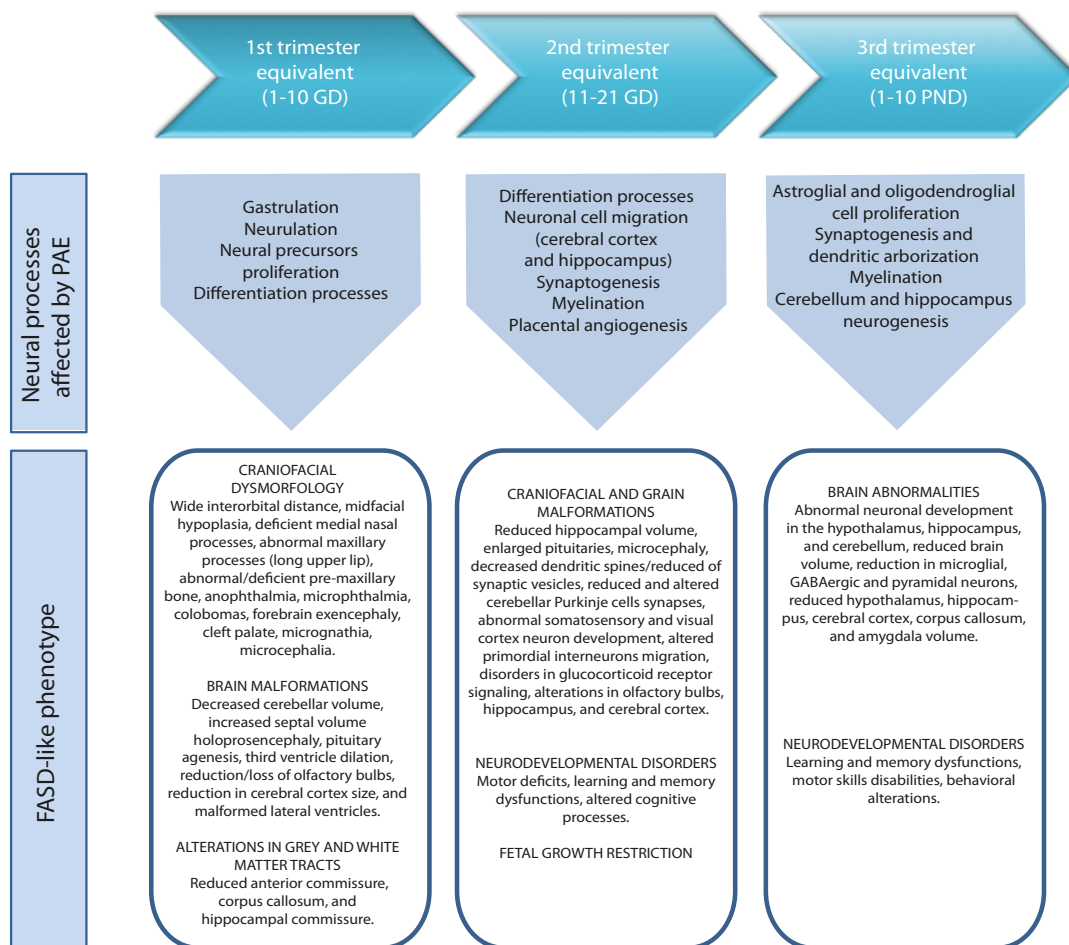 1st trimester
equivalent
(1-10 GD)
2nd trimester
equivalent
(11-21 GD)
3rd trimester
equivalent
(1-10 PND)
Neural processes
affected by PAE
Gastrulation
Neurulation
Neural precursors
proliferation
Differentiation processes
Differentiation processes
Neuronal cell migration
(cerebral cortex
and hippocampus)
Synaptogenesis
Myelination
Placental angiogenesis
Astroglial and oligodendroglial
cell proliferation
Synaptogenesis and
dendritic arborization
Myelination
Cerebellum and hippocampus
neurogenesis
FASD-like phenotype
CRANIOFACIAL
DYSMORFOLOGY
Wide interorbital distance, midfacial
hypoplasia, deficient medial nasal
processes, abnormal maxillary
processes (long upper lip),
abnormal/deficient pre-maxillary
bone, anophthalmia, microphthalmia,
colobomas, forebrain exencephaly,
cleft palate, micrognathia,
microcephalia.
BRAIN MALFORMATIONS
Decreased cerebellar volume,
increased septal volume
holoprosencephaly, pituitary
agenesis, third ventricle dilation,
reduction/loss of olfactory bulbs,
reduction in cerebral cortex size, and
malformed lateral ventricles.
ALTERATIONS IN GREY AND WHITE
MATTER TRACTS
Reduced anterior commissure,
corpus callosum, and
hippocampal commissure.
CRANIOFACIAL AND GRAIN
MALFORMATIONS
Reduced hippocampal volume,
enlarged pituitaries, microcephaly,
decreased dendritic spines/reduced of
synaptic vesicles, reduced and altered
cerebellar Purkinje cells synapses,
abnormal somatosensory and visual
cortex neuron development, altered
primordial interneurons migration,
disorders in glucocorticoid receptor
signaling, alterations in olfactory bulbs,
hippocampus, and cerebral cortex.
NEURODEVELOPMENTAL DISORDERS
Motor deficits, learning and memory
dysfunctions, altered cognitive
processes.
FETAL GROWTH RESTRICTION
BRAIN ABNORMALITIES
Abnormal neuronal development
in the hypothalamus, hippocampus,
and cerebellum, reduced brain
volume, reduction in microglial,
GABAergic and pyramidal neurons,
reduced hypothalamus, hippocam-
pus, cerebral cortex, corpus callosum,
and amygdala volume.
NEURODEVELOPMENTAL DISORDERS
Learning and memory dysfunctions,
motor skills disabilities, behavioral
alterations.